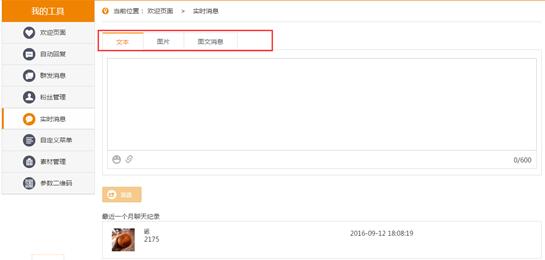 我的工具
当前位置： 欢迎页面 > 实时消息
欢迎页面
自动回复
群发消息
粉丝管理
实时消息
自定义菜单
素材管理
参数二维码
文本
图片
图文消息
0/600
最近一个月聊天纪录
2175
2016-09-12 18:08:19